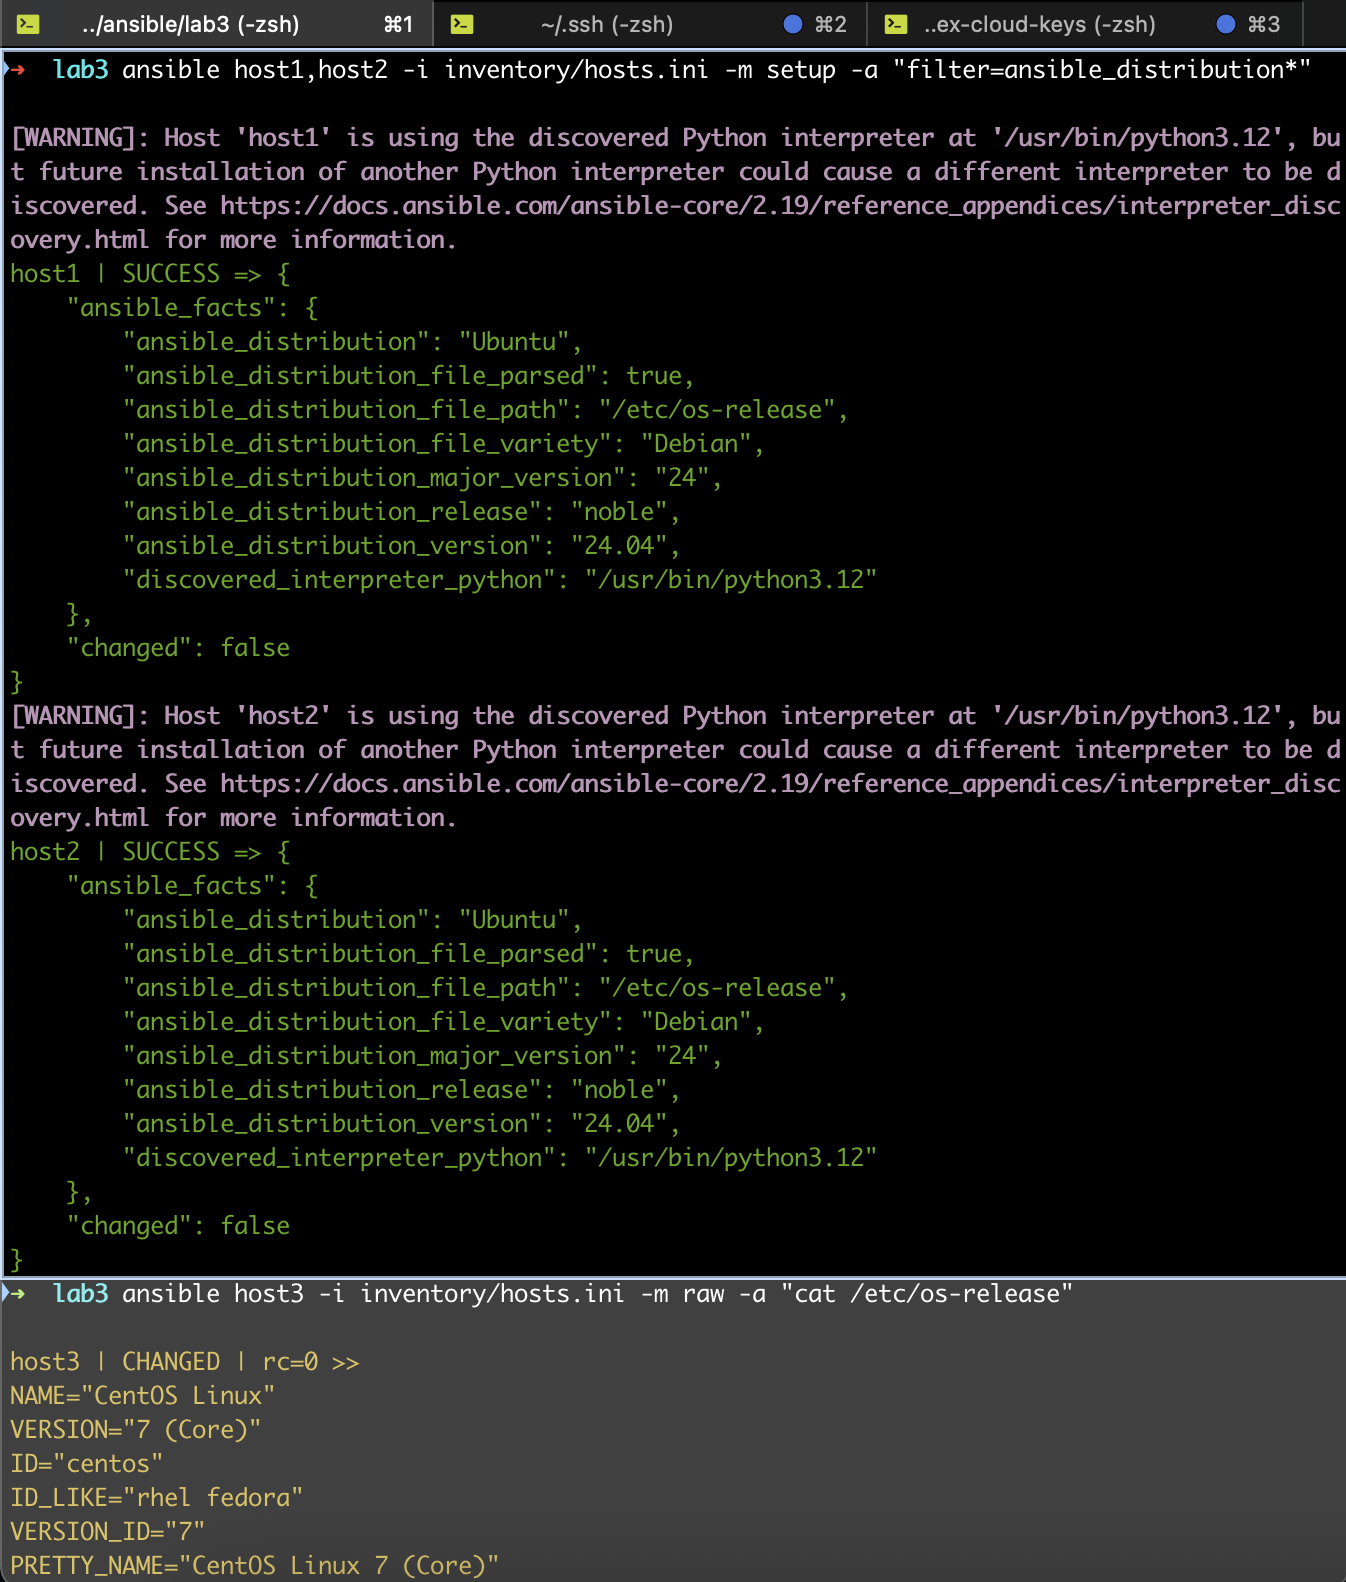 ../ansible/lab3 (-zsh) ⌘1 ~/.ssh (-zsh) ⌘2 ..ex-cloud-keys (-zsh) ⌘3
➜ lab3 ansible host1,host2 -i inventory/hosts.ini -m setup -a "filter=ansible_distribution*"
[WARNING]: Host 'host1' is using the discovered Python interpreter at '/usr/bin/python3.12', bu
t future installation of another Python interpreter could cause a different interpreter to be d
iscovered. See https://docs.ansible.com/ansible-core/2.19/reference_appendices/interpreter_disc
overy.html for more information.
host1 | SUCCESS => {
    "ansible_facts": {
        "ansible_distribution": "Ubuntu",
        "ansible_distribution_file_parsed": true,
        "ansible_distribution_file_path": "/etc/os-release",
        "ansible_distribution_file_variety": "Debian",
        "ansible_distribution_major_version": "24",
        "ansible_distribution_release": "noble",
        "ansible_distribution_version": "24.04",
        "discovered_interpreter_python": "/usr/bin/python3.12"
    },
    "changed": false
}
[WARNING]: Host 'host2' is using the discovered Python interpreter at '/usr/bin/python3.12', bu
t future installation of another Python interpreter could cause a different interpreter to be d
iscovered. See https://docs.ansible.com/ansible-core/2.19/reference_appendices/interpreter_disc
overy.html for more information.
host2 | SUCCESS => {
    "ansible_facts": {
        "ansible_distribution": "Ubuntu",
        "ansible_distribution_file_parsed": true,
        "ansible_distribution_file_path": "/etc/os-release",
        "ansible_distribution_file_variety": "Debian",
        "ansible_distribution_major_version": "24",
        "ansible_distribution_release": "noble",
        "ansible_distribution_version": "24.04",
        "discovered_interpreter_python": "/usr/bin/python3.12"
    },
    "changed": false
}
➜ lab3 ansible host3 -i inventory/hosts.ini -m raw -a "cat /etc/os-release"
host3 | CHANGED | rc=0 >>
NAME="CentOS Linux"
VERSION="7 (Core)"
ID="centos"
ID_LIKE="rhel fedora"
VERSION_ID="7"
PRETTY_NAME="CentOS Linux 7 (Core)"